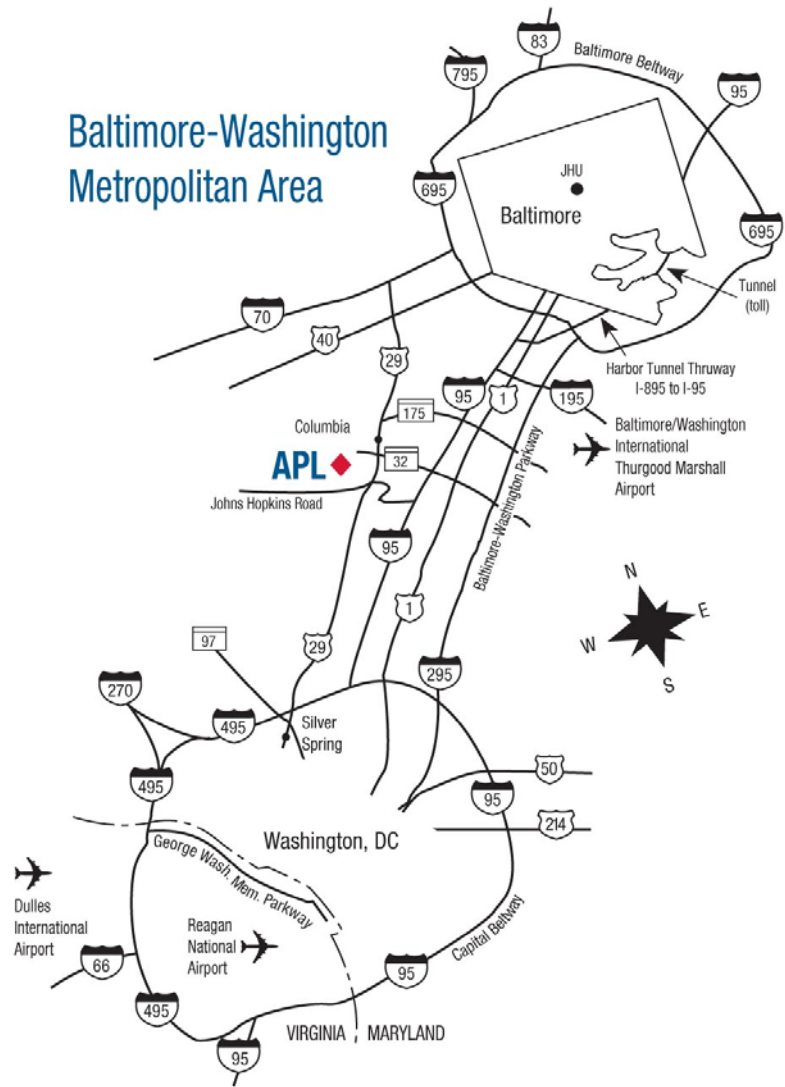 83
Baltimore Beltway
795
95
Baltimore-Washington
Metropolitan Area
JHU
695
Baltimore
695
Tunnel
(toll)
70
40
29
Harbor Tunnel Thruway
I-895 to I-95
95
1
195
175
Columbia
Baltimore/Washington
International
Thurgood Marshall
Airport
APL
32
Johns Hopkins Road
Baltimore-Washington Parkway
95
N
E
W
S
1
97
29
295
270
495
Silver
Spring
50
495
95
214
Washington, DC
George Wash. Mem. Parkway
Dulles
International
Airport
Reagan
National
Airport
Capital Beltway
66
95
495
VIRGINIA
MARYLAND
95